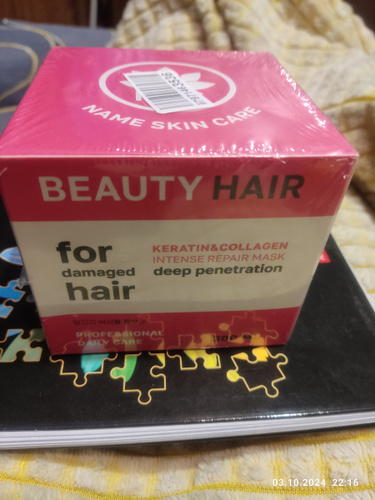 NAME SKIN CARE
BEAUTY HAIR
for
damaged
hair
KERATIN&COLLAGEN
INTENSE REPAIR MASK
deep penetration
PROFESSIONAL
DAILY CARE
03.10.2024 22:16